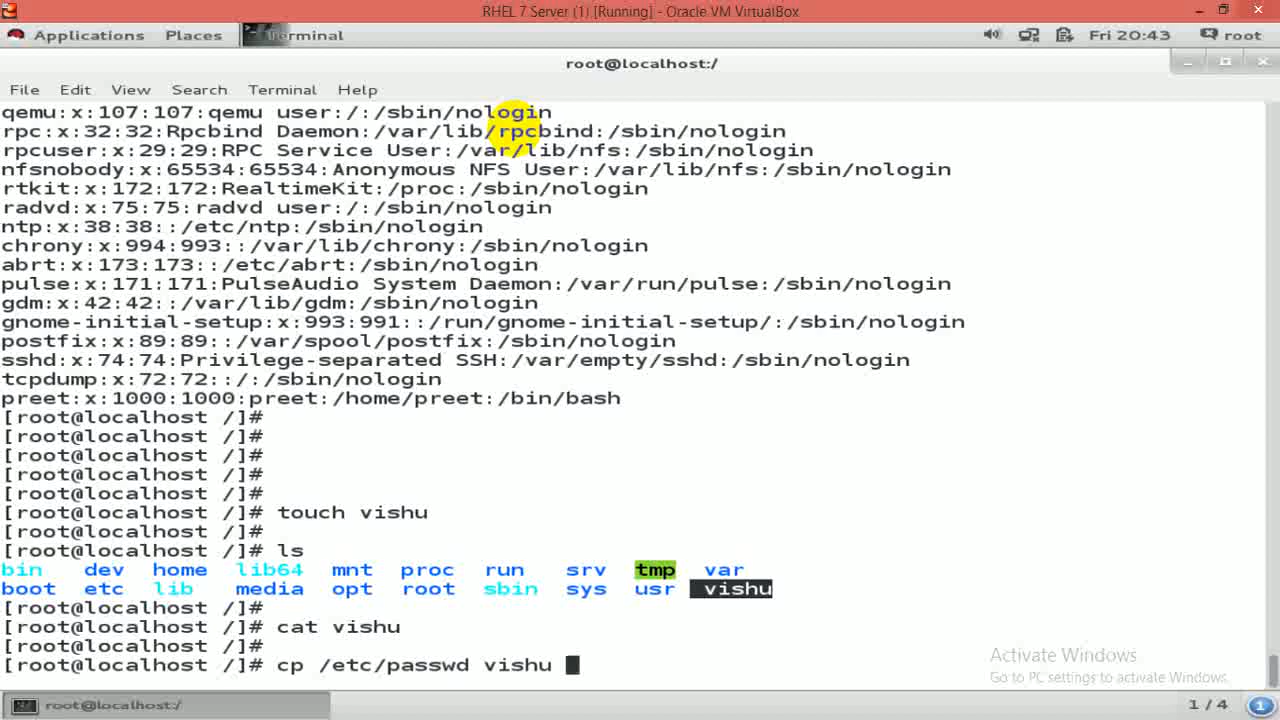 RHEL 7 Server (1) [Running] - Oracle VM VirtualBox
Applications Places Terminal Fri 20:43 root
root@localhost:/
File Edit View Search Terminal Help
qemu:x:107:107:qemu user:/:/sbin/nologin
rpc:x:32:32:Rpcbind Daemon:/var/lib/rpcbind:/sbin/nologin
rpcuser:x:29:29:RPC Service User:/var/lib/nfs:/sbin/nologin
nfsnobody:x:65534:65534:Anonymous NFS User:/var/lib/nfs:/sbin/nologin
rtkit:x:172:172:RealtimeKit:/proc:/sbin/nologin
radvd:x:75:75:radvd user:/:/sbin/nologin
ntp:x:38:38::/etc/ntp:/sbin/nologin
chrony:x:994:993::/var/lib/chrony:/sbin/nologin
abrt:x:173:173::/etc/abrt:/sbin/nologin
pulse:x:171:171:PulseAudio System Daemon:/var/run/pulse:/sbin/nologin
gdm:x:42:42::/var/lib/gdm:/sbin/nologin
gnome-initial-setup:x:993:991::/run/gnome-initial-setup/:/sbin/nologin
postfix:x:89:89::/var/spool/postfix:/sbin/nologin
sshd:x:74:74:Privilege-separated SSH:/var/empty/sshd:/sbin/nologin
tcpdump:x:72:72::/:/sbin/nologin
preet:x:1000:1000:preet:/home/preet:/bin/bash
[root@localhost /]#
[root@localhost /]#
[root@localhost /]#
[root@localhost /]#
[root@localhost /]#
[root@localhost /]# touch vishu
[root@localhost /]#
[root@localhost /]# ls
bin dev home lib64 mnt proc run srv tmp var
boot etc lib media opt root sbin sys usr vishu
[root@localhost /]#
[root@localhost /]# cat vishu
[root@localhost /]#
[root@localhost /]# cp /etc/passwd vishu
Activate Windows
Go to PC settings to activate Windows.
root@localhost:/ 1 / 4 1